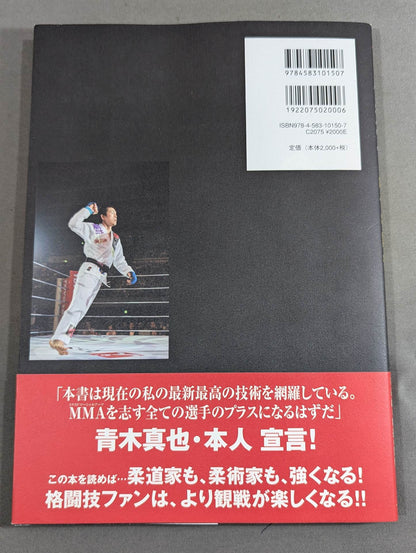 9784583101507
1922075020006
ISBN978-4-583-10150-7
C2075 ¥2000E
定価（本体2,000+税）
「本書は現在の私の最新最高の技術を網羅している。
MMAを志す全ての選手のプラスになるはずだ」
青木真也・本人 宣言！
この本を読めば…柔道家も、柔術家も、強くなる！
格闘技ファンは、より観戦が楽しくなる!!